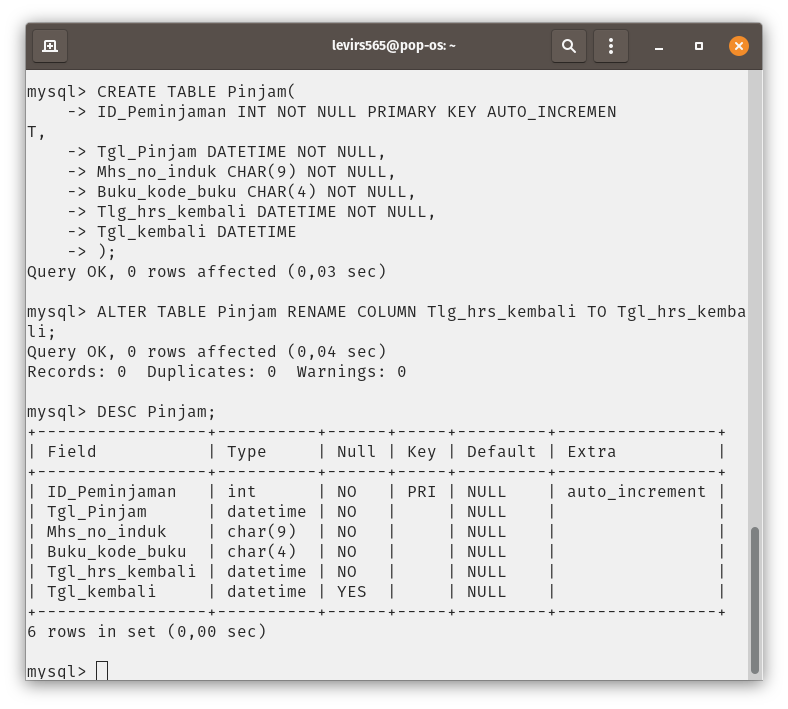 levirs565@pop-os: ~
mysql> CREATE TABLE Pinjam(
    -> ID_Peminjaman INT NOT NULL PRIMARY KEY AUTO_INCREMEN
T,
    -> Tgl_Pinjam DATETIME NOT NULL,
    -> Mhs_no_induk CHAR(9) NOT NULL,
    -> Buku_kode_buku CHAR(4) NOT NULL,
    -> Tlg_hrs_kembali DATETIME NOT NULL,
    -> Tgl_kembali DATETIME
    -> );
Query OK, 0 rows affected (0,03 sec)

mysql> ALTER TABLE Pinjam RENAME COLUMN Tlg_hrs_kembali TO Tgl_hrs_kemba
li;
Query OK, 0 rows affected (0,04 sec)
Records: 0  Duplicates: 0  Warnings: 0

mysql> DESC Pinjam;
+-----------------+----------+------+-----+---------+----------------+
| Field           | Type     | Null | Key | Default | Extra          |
+-----------------+----------+------+-----+---------+----------------+
| ID_Peminjaman   | int      | NO   | PRI | NULL    | auto_increment |
| Tgl_Pinjam      | datetime | NO   |     | NULL    |                |
| Mhs_no_induk    | char(9)  | NO   |     | NULL    |                |
| Buku_kode_buku  | char(4)  | NO   |     | NULL    |                |
| Tgl_hrs_kembali | datetime | NO   |     | NULL    |                |
| Tgl_kembali     | datetime | YES  |     | NULL    |                |
+-----------------+----------+------+-----+---------+----------------+
6 rows in set (0,00 sec)

mysql>